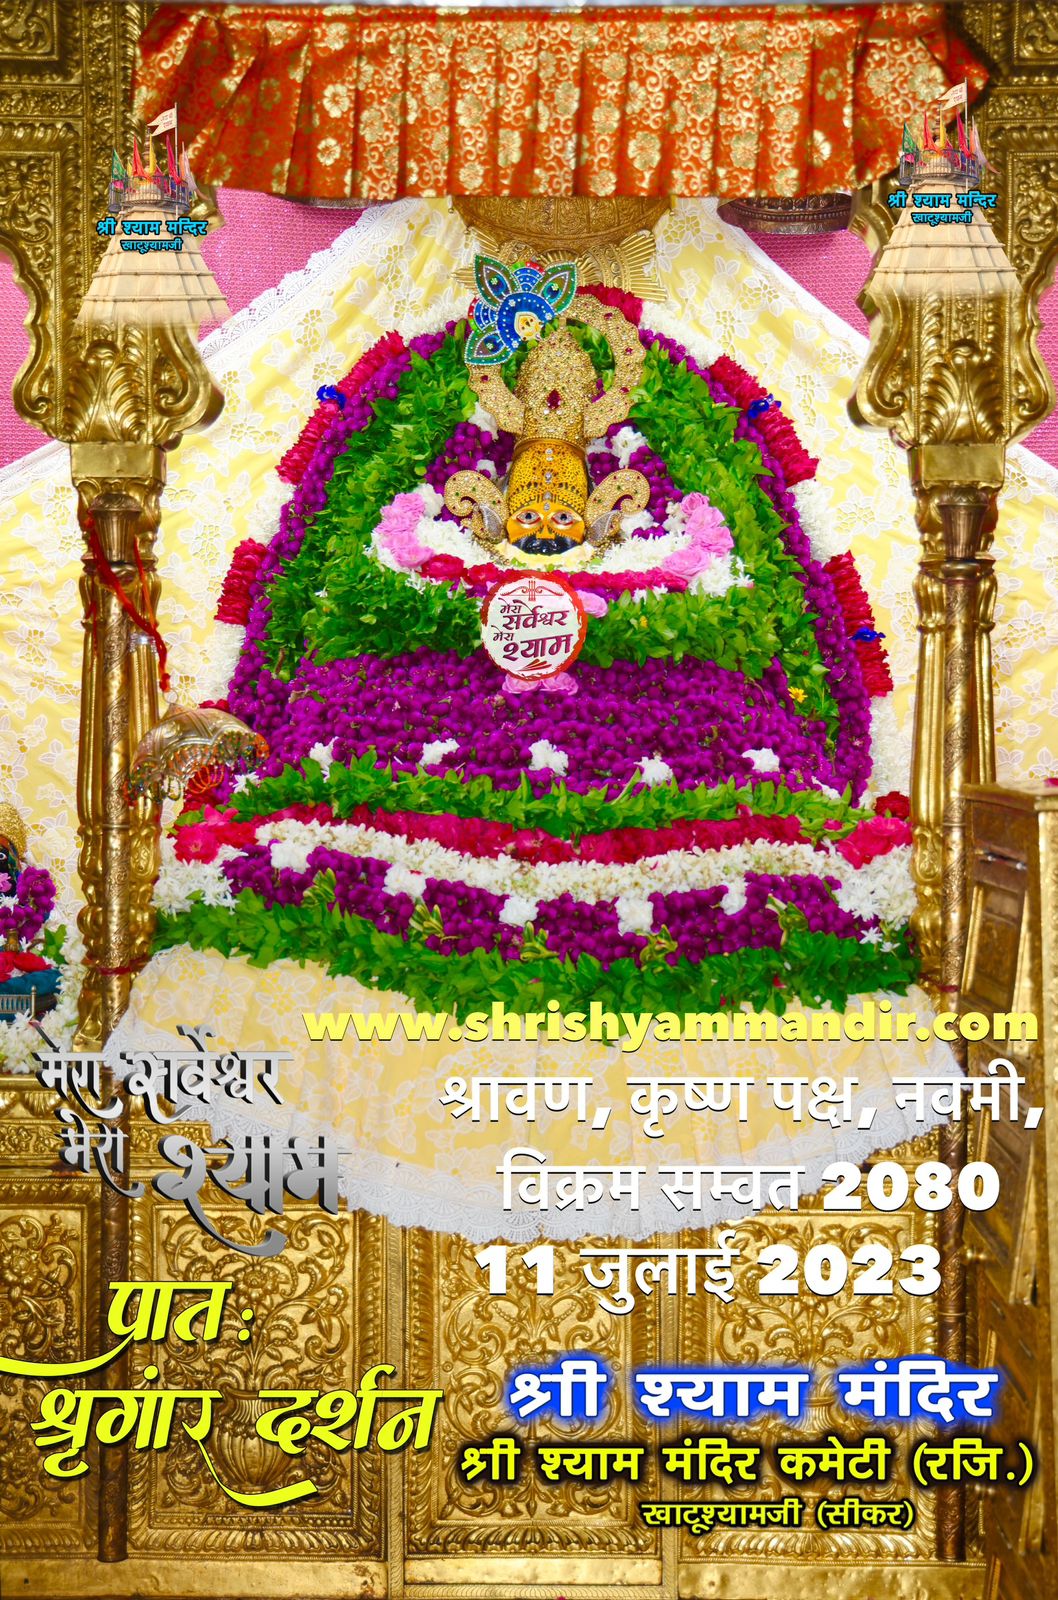 श्री श्याम मन्दिर
खाटूश्यामजी
श्री श्याम मन्दिर
खाटूश्यामजी
मेरो
सर्वेश्वर
मेरा
श्याम
www.shrishyammandir.com
मेरा सर्वेश्वर
मेरा श्याम
श्रावण, कृष्ण पक्ष, नवमी,
विक्रम सम्वत 2080
11 जुलाई 2023
प्रातः
श्रृगांर दर्शन
श्री श्याम मंदिर
श्री श्याम मंदिर कमेटी (रजि.)
खाटूश्यामजी (सीकर)